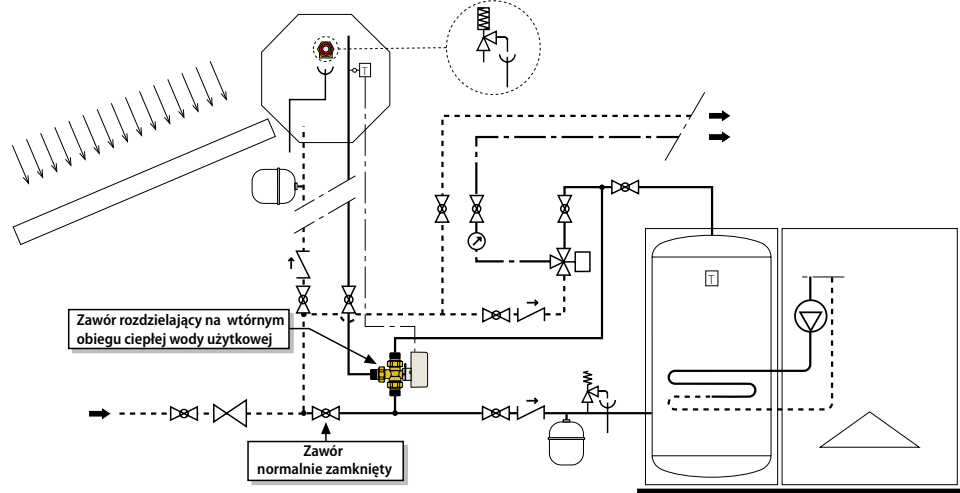 T
T
Zawór rozdzielający na wtórnym
obiegu ciepłej wody użytkowej
Zawór
normalnie zamknięty